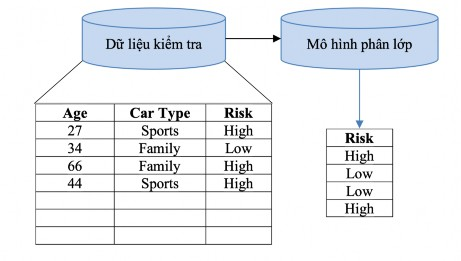 Dữ liệu kiểm tra
Mô hình phân lớp
Age Car Type Risk
27 Sports High
34 Family Low
66 Family High
44 Sports High
Risk
High
Low
Low
High